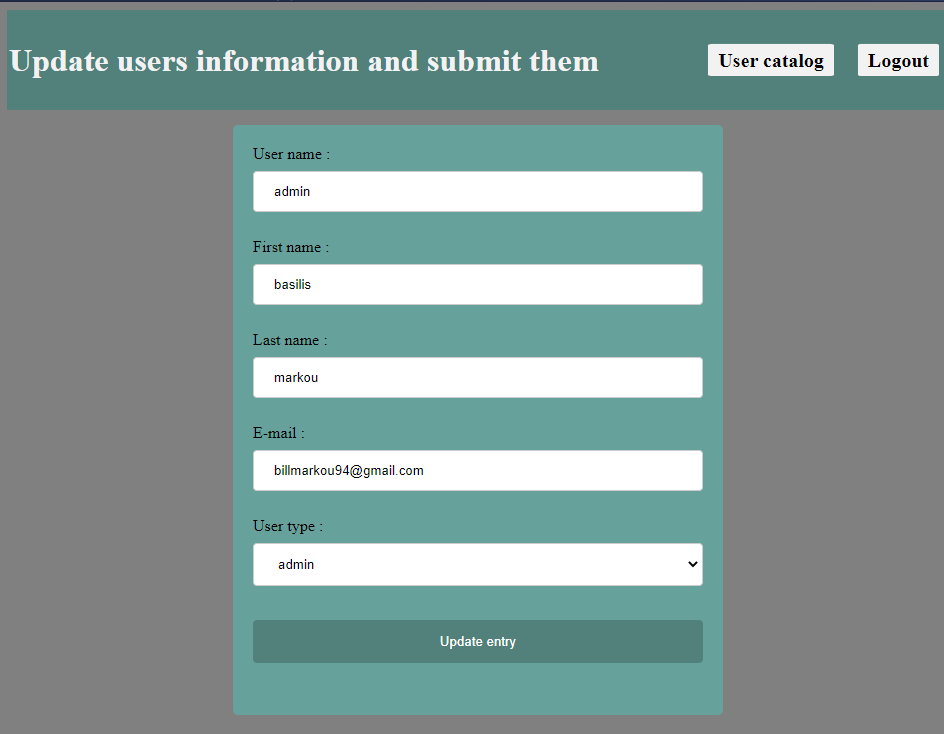 Update users information and submit them
User catalog
Logout
User name :
admin
First name :
basilis
Last name :
markou
E-mail :
billmarkou94@gmail.com
User type :
admin
Update entry